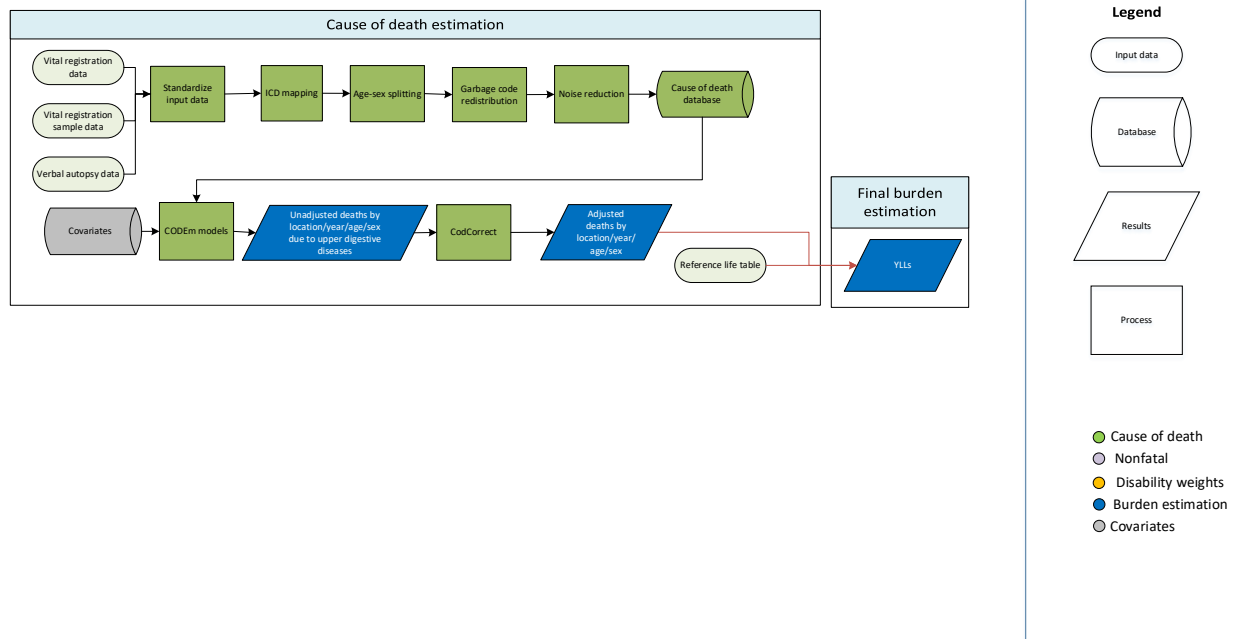 Cause of death estimation
Vital registration
data
Vital registration
sample data
Verbal autopsy data
Standardize
input data
ICD mapping
Age-sex splitting
Garbage code
redistribution
Noise reduction
Cause of death
database
Covariates
CODEm models
Unadjusted deaths by
location/year/age/sex
due to upper digestive
diseases
CodCorrect
Adjusted
deaths by
location/year/
age/sex
Reference life table
Final burden
estimation
YLLs
Legend
Input data
Database
Results
Process
Cause of death
Nonfatal
Disability weights
Burden estimation
Covariates